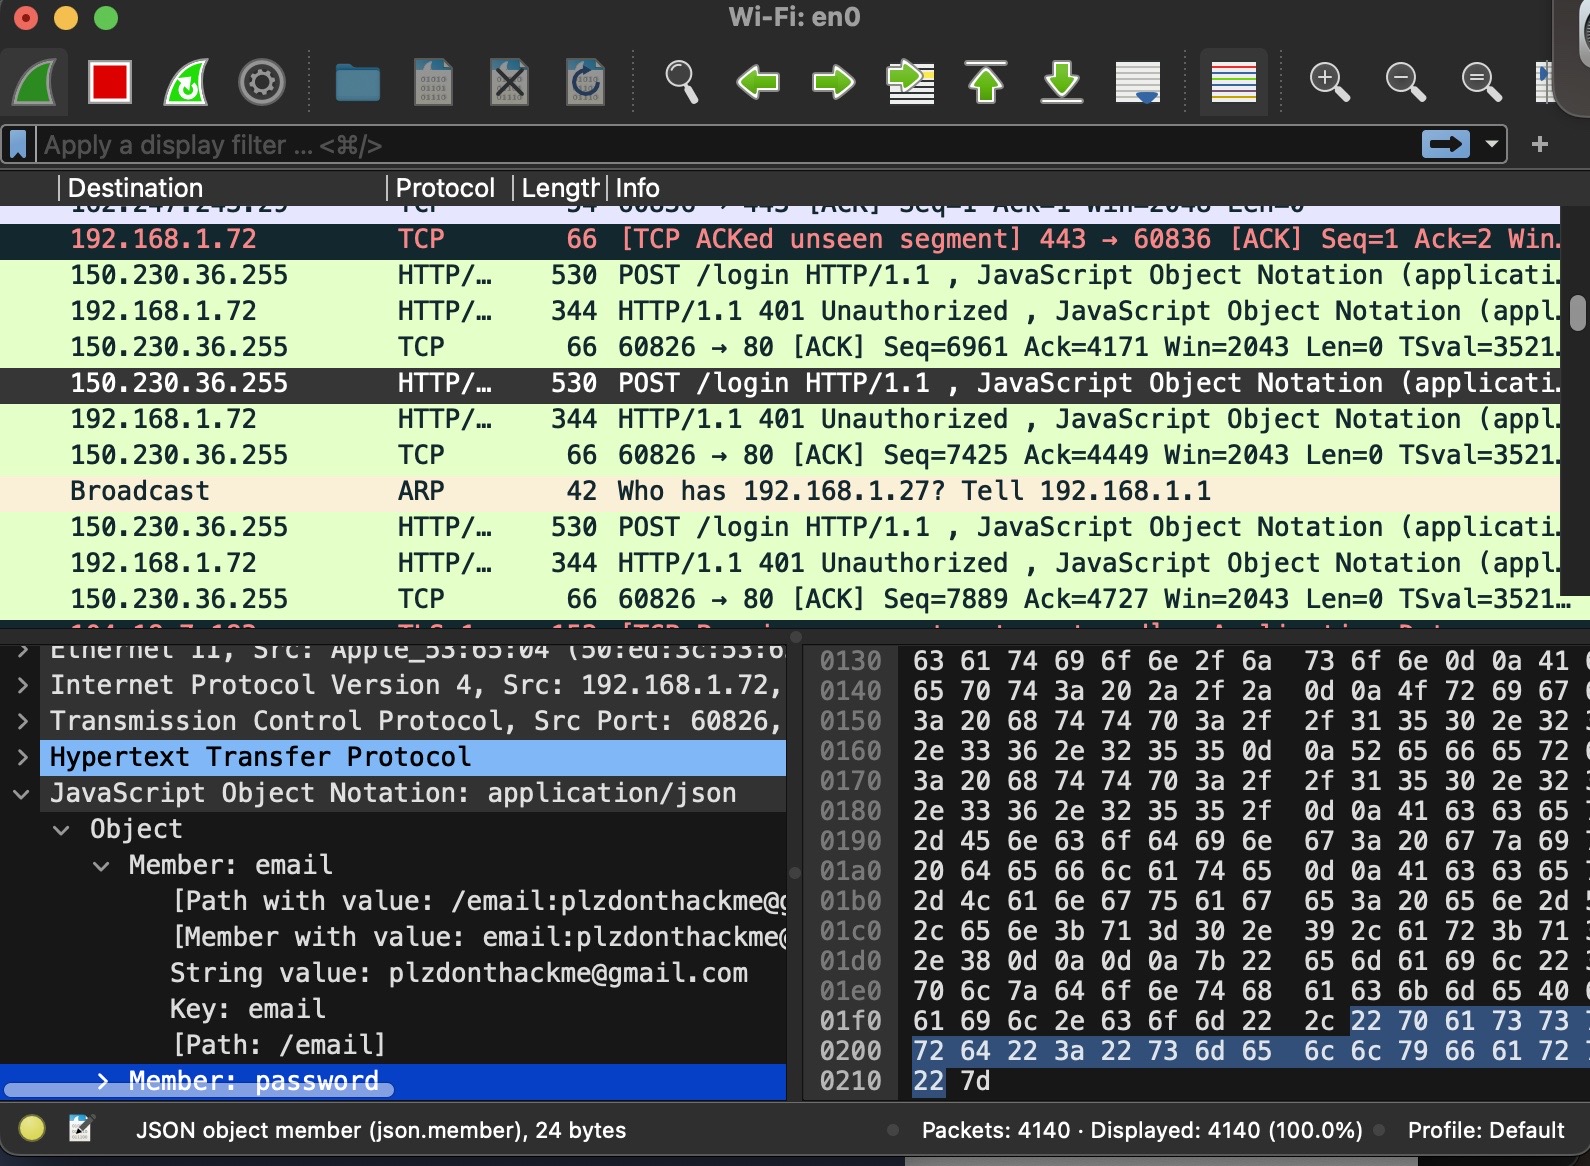 Wi-Fi: en0
Apply a display filter ... <⌘/>
Destination Protocol Length Info
162.247.243.29 TCP 54 60836 → 443 [ACK] Seq=1 Ack=1 Win=2048 Len=0
192.168.1.72 TCP 66 [TCP ACKed unseen segment] 443 → 60836 [ACK] Seq=1 Ack=2 Win…
150.230.36.255 HTTP/… 530 POST /login HTTP/1.1 , JavaScript Object Notation (applicati…
192.168.1.72 HTTP/… 344 HTTP/1.1 401 Unauthorized , JavaScript Object Notation (appl…
150.230.36.255 TCP 66 60826 → 80 [ACK] Seq=6961 Ack=4171 Win=2043 Len=0 TSval=3521…
150.230.36.255 HTTP/… 530 POST /login HTTP/1.1 , JavaScript Object Notation (applicati…
192.168.1.72 HTTP/… 344 HTTP/1.1 401 Unauthorized , JavaScript Object Notation (appl…
150.230.36.255 TCP 66 60826 → 80 [ACK] Seq=7425 Ack=4449 Win=2043 Len=0 TSval=3521…
Broadcast ARP 42 Who has 192.168.1.27? Tell 192.168.1.1
150.230.36.255 HTTP/… 530 POST /login HTTP/1.1 , JavaScript Object Notation (applicati…
192.168.1.72 HTTP/… 344 HTTP/1.1 401 Unauthorized , JavaScript Object Notation (appl…
150.230.36.255 TCP 66 60826 → 80 [ACK] Seq=7889 Ack=4727 Win=2043 Len=0 TSval=3521…
Ethernet II, Src: Apple_53:65:04 (50:ed:3c:53:6
Internet Protocol Version 4, Src: 192.168.1.72,
Transmission Control Protocol, Src Port: 60826,
Hypertext Transfer Protocol
JavaScript Object Notation: application/json
Object
Member: email
[Path with value: /email:plzdonthackme@g
[Member with value: email:plzdonthackme@
String value: plzdonthackme@gmail.com
Key: email
[Path: /email]
Member: password
0130 63 61 74 69 6f 6e 2f 6a 73 6f 6e 0d 0a 41
0140 65 70 74 3a 20 2a 2f 2a 0d 0a 4f 72 69 67
0150 3a 20 68 74 74 70 3a 2f 2f 31 35 30 2e 32
0160 2e 33 36 2e 32 35 35 0d 0a 52 65 66 65 72
0170 3a 20 68 74 74 70 3a 2f 2f 31 35 30 2e 32
0180 2e 33 36 2e 32 35 35 2f 0d 0a 41 63 63 65
0190 2d 45 6e 63 6f 64 69 6e 67 3a 20 67 7a 69
01a0 20 64 65 66 6c 61 74 65 0d 0a 41 63 63 65
01b0 2d 4c 61 6e 67 75 61 67 65 3a 20 65 6e 2d
01c0 2c 65 6e 3b 71 3d 30 2e 39 2c 61 72 3b 71
01d0 2e 38 0d 0a 0d 0a 7b 22 65 6d 61 69 6c 22
01e0 70 6c 7a 64 6f 6e 74 68 61 63 6b 6d 65 40
01f0 61 69 6c 2e 63 6f 6d 22 2c 22 70 61 73 73
0200 72 64 22 3a 22 73 6d 65 6c 6c 79 66 61 72
0210 22 7d
JSON object member (json.member), 24 bytes
Packets: 4140 · Displayed: 4140 (100.0%)
Profile: Default